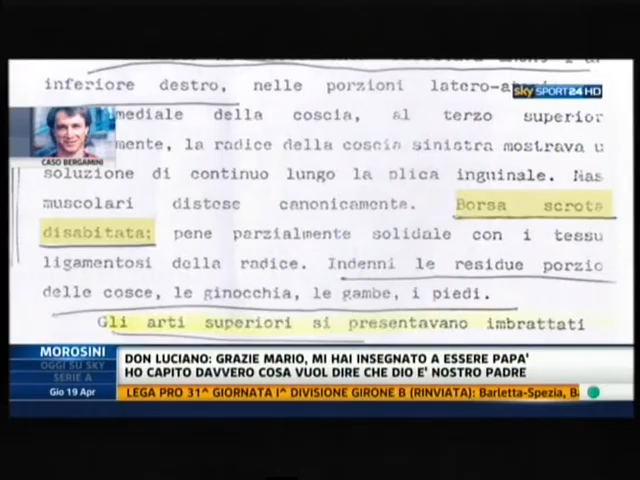 inferiore destro, nelle porzioni latero-a
sky SPORT24 HD
mediale della coscia, al terzo superior
mente, la radice della coscia sinistra mostrava u
CASO BERGAMINI
soluzione di continuo lungo la plica inguinale. Mas
muscolari distese canonicamente. Borsa scrota
disabitata; pene parzialmente solidale con i tessu
ligamentosi della radice. Indenni le residue porzio
delle cosce, le ginocchia, le gambe, i piedi.
Gli arti superiori si presentavano imbrattati
MOROSINI
OGGI SU SKY
SERIE A
Gio 19 Apr
DON LUCIANO: GRAZIE MARIO, MI HAI INSEGNATO A ESSERE PAPA'
HO CAPITO DAVVERO COSA VUOL DIRE CHE DIO E' NOSTRO PADRE
LEGA PRO 31^ GIORNATA I^ DIVISIONE GIRONE B (RINVIATA): Barletta-Spezia, B